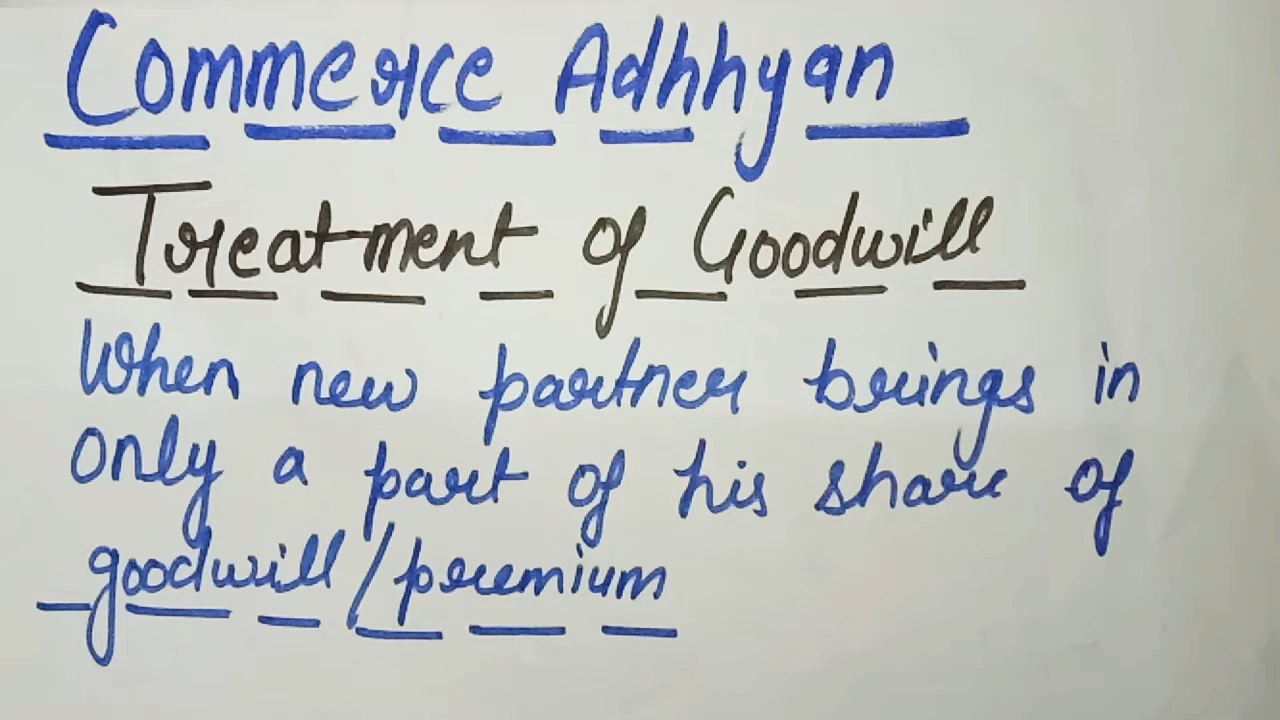 Commerce Adhhyan
Treatment of Goodwill
When new partner brings in
only a part of his share of
goodwill/premium